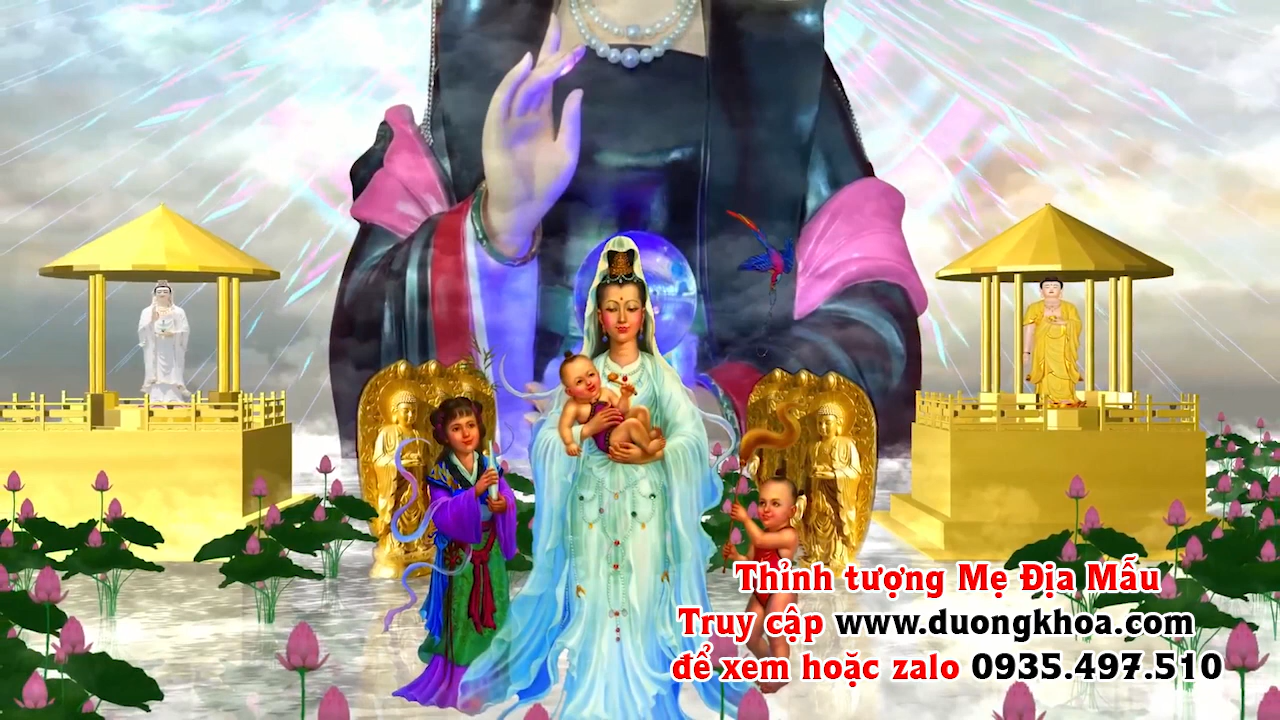 Thỉnh tượng Mẹ Địa Mẫu
Truy cập www.duongkhoa.com
để xem hoặc zalo 0935.497.510